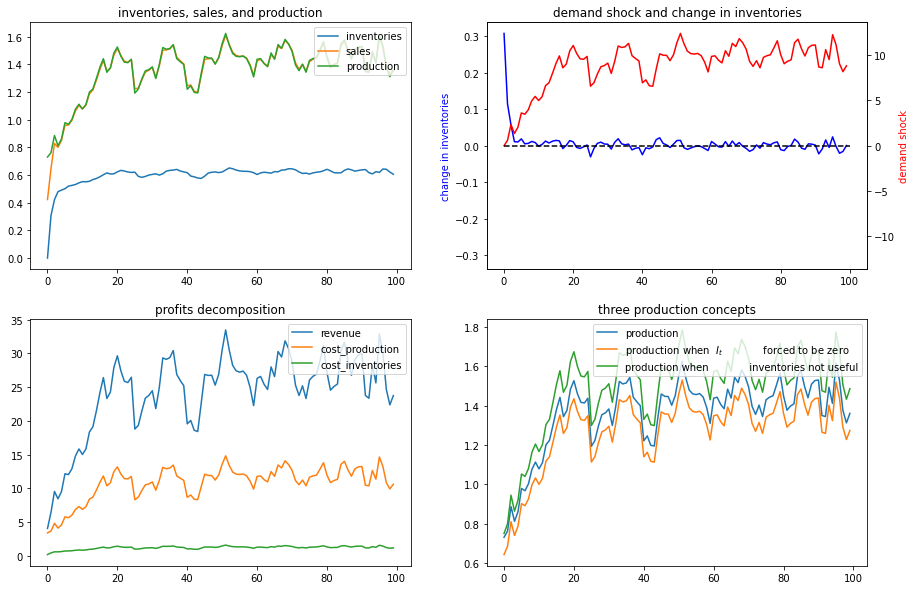 inventories, sales, and production
1.6
1.4
1.2
1.0
0.8
0.6
0.4
0.2
0.0
0 20 40 60 80 100
inventories
sales
production
demand shock and change in inventories
0.3
0.2
0.1
0.0
−0.1
−0.2
−0.3
change in inventories
10
5
0
−5
−10
demand shock
0 20 40 60 80 100
profits decomposition
35
30
25
20
15
10
5
0
0 20 40 60 80 100
revenue
cost_production
cost_inventories
three production concepts
1.8
1.6
1.4
1.2
1.0
0.8
0.6
0 20 40 60 80 100
production
production when I_t forced to be zero
production when inventories not useful